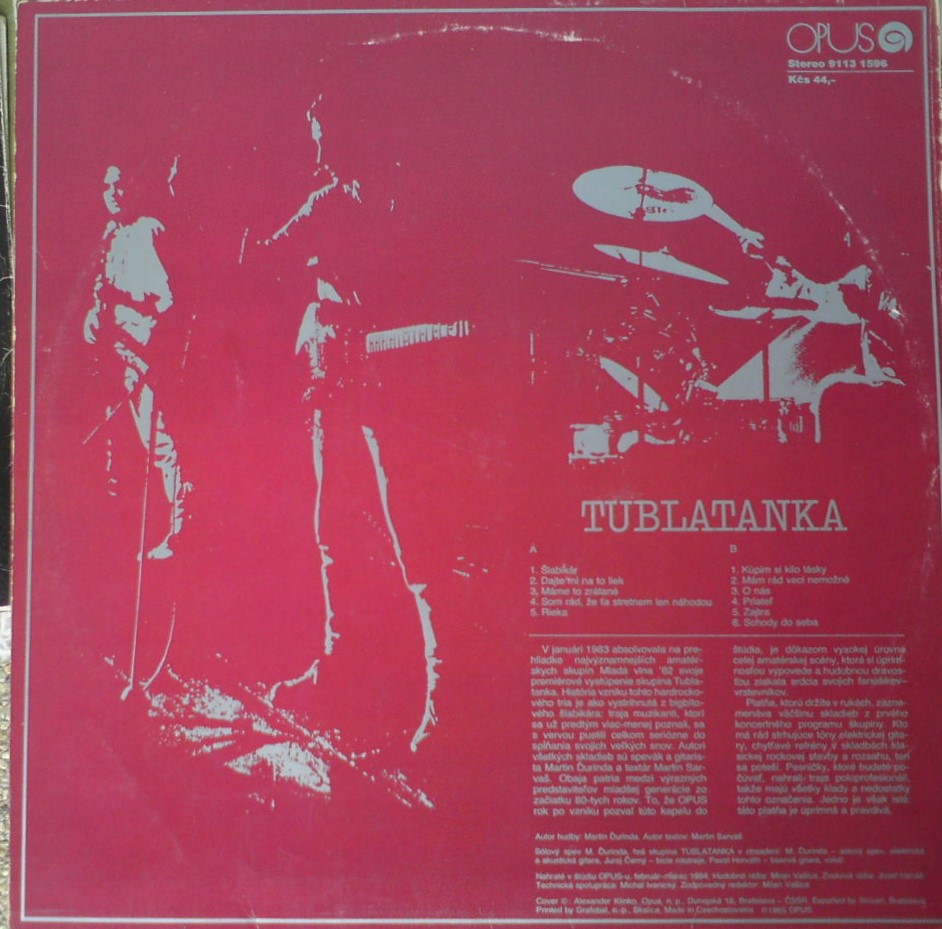 OPUS
Stereo 9113 1596
Kčs 44,-
TUBLATANKA
A
1. Šlabikár
2. Dajte mi na to liek
3. Máme to zrátané
4. Som rád, že ťa stretnem len náhodou
5. Rieka
B
1. Kúpim si kilo lásky
2. Mám rád veci nemožné
3. O nás
4. Priateľ
5. Zajtra
6. Schody do seba
V januári 1983 absolvovala na pre-
hliadke najvýznamnejších amatér-
skych skupín Mladá vlna '82 svoje
premiérové vystúpenie skupina Tubla-
tanka. História vzniku tohto hardrocko-
vého tria je ako vystrihnutá z bigbíto-
vého šlabikára: traja muzikanti, ktorí
sa už predtým viac-menej poznali, sa
s vervou pustili celkom seriózne do
spĺňania svojich veľkých snov. Autori
všetkých skladieb sú spevák a gitaris-
ta Martin Ďurinda a textár Martin Sar-
vaš. Obaja patria medzi výrazných
predstaviteľov mladšej generácie zo
začiatku 80-tych rokov. To, že OPUS
rok po vzniku pozval túto kapelu do
štúdia, je dôkazom vysokej úrovne
celej amatérskej scény, ktorá si úprim-
nosťou výpovede a hudobnou dravos-
ťou získala srdcia svojich fanúšikov-
vrstevníkov.
Platňa, ktorú držíte v rukách, zazna-
menáva väčšinu skladieb z prvého
koncertného programu skupiny. Kto
má rád strhujúce tóny elektrickej gita-
ry, chytľavé refrény v skladbách kla-
sickej rockovej stavby a rozsahu, ten
sa poteší. Pesničky, ktoré budete po-
čúvať, nahrali traja poloprofesionáli,
takže majú všetky klady a nedostatky
tohto označenia. Jedno je však isté:
táto platňa je úprimná a pravdivá.
Autor hudby: Martin Ďurinda, Autor textov: Martin Sarvaš
Sólový spev M. Ďurinda, hrá skupina TUBLATANKA v obsadení: M. Ďurinda – sólový spev, elektrická
a akustická gitara, Juraj Černý – bicie nástroje, Pavol Horváth – basová gitara, vokál
Nahraté v štúdiu OPUS-u, február-marec 1984, Hudobná réžia: Milan Vašica, Zvuková réžia: Jozef Hanák
Technická spolupráca: Michal Ivanický, Zodpovedný redaktor: Milan Vašica
Cover © Alexander Klinko, Opus, n. p., Dunajská 18, Bratislava – ČSSR. Exported by Slovart, Bratislava
Printed by Grafobal, n. p., Skalica. Made in Czechoslovakia ℗1985 OPUS